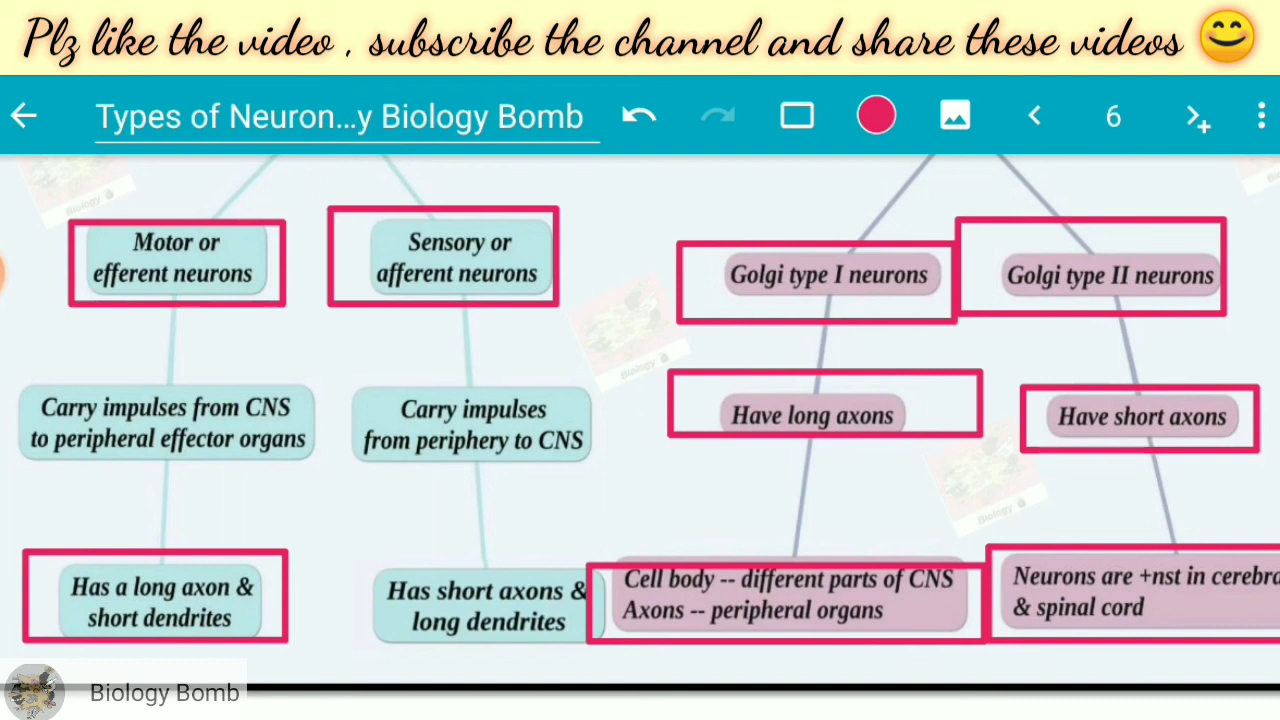 Plz like the video , subscribe the channel and share these videos 😊
Types of Neuron...y Biology Bomb
6
Motor or
efferent neurons
Sensory or
afferent neurons
Golgi type I neurons
Golgi type II neurons
Carry impulses from CNS
to peripheral effector organs
Carry impulses
from periphery to CNS
Have long axons
Have short axons
Has a long axon &
short dendrites
Has short axons &
long dendrites
Cell body -- different parts of CNS
Axons -- peripheral organs
Neurons are +nst in cerebra
& spinal cord
Biology
Biology
Biology
Biology Bomb